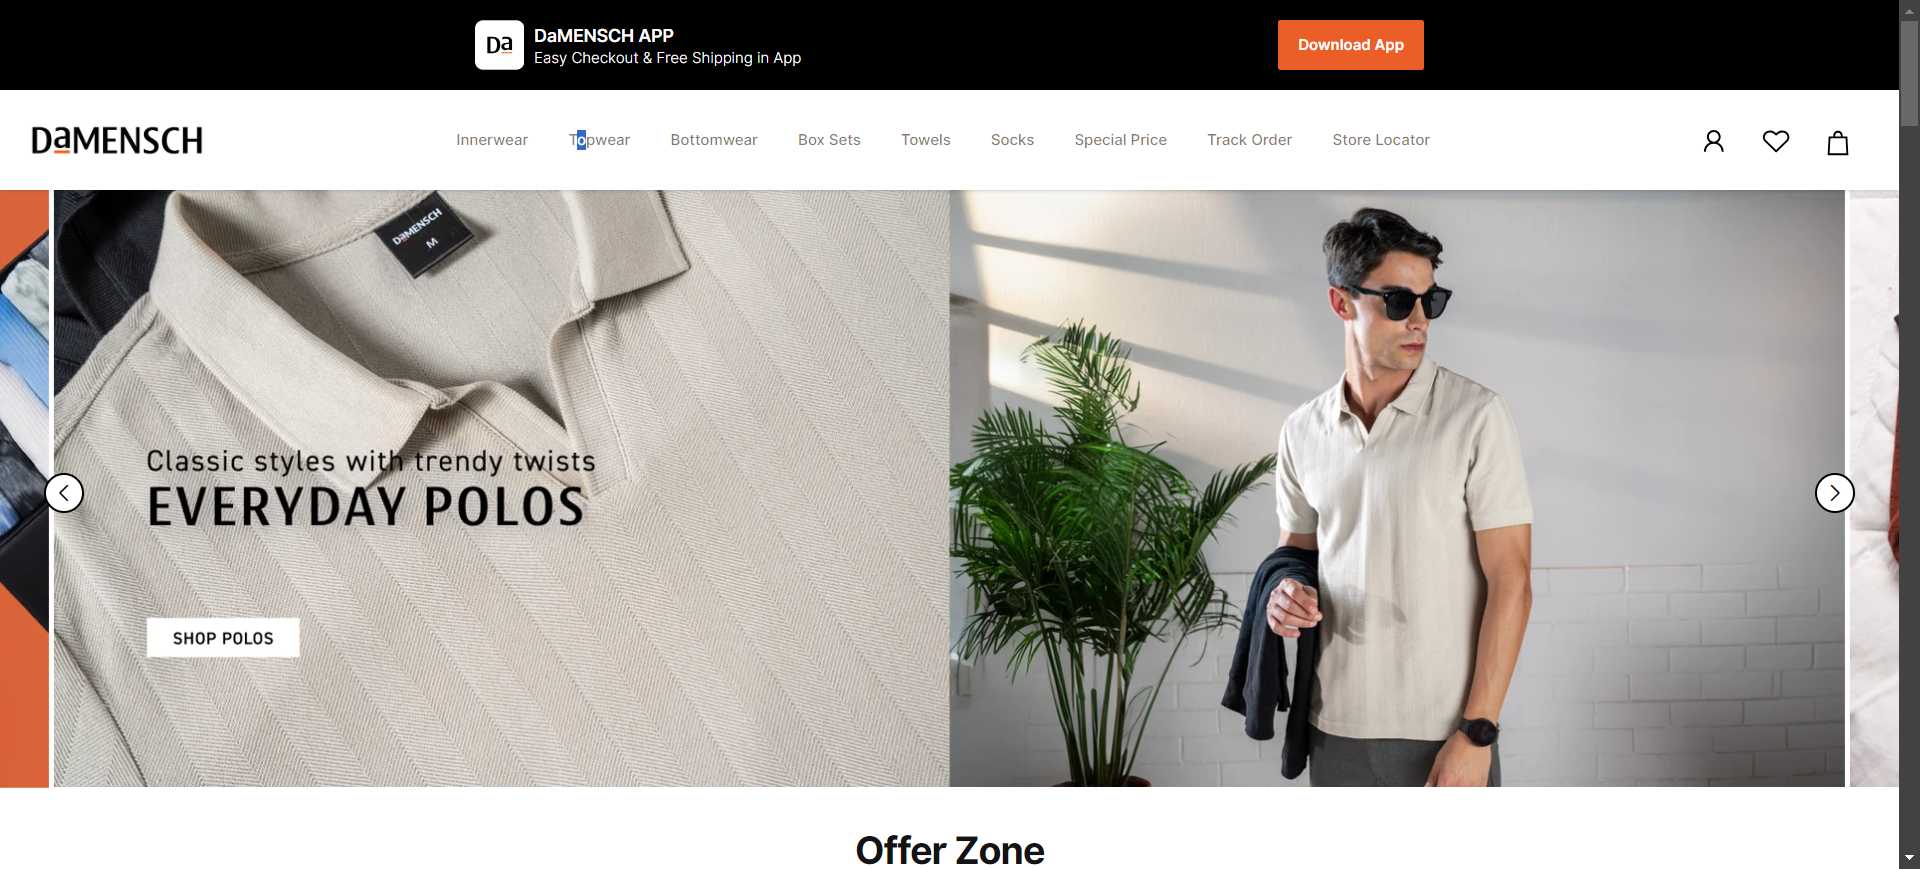 Da
DaMENSCH APP
Easy Checkout & Free Shipping in App
Download App
DaMENSCH
Innerwear
Topwear
Bottomwear
Box Sets
Towels
Socks
Special Price
Track Order
Store Locator
DaMENSCH
M
Classic styles with trendy twists
EVERYDAY POLOS
SHOP POLOS
Offer Zone